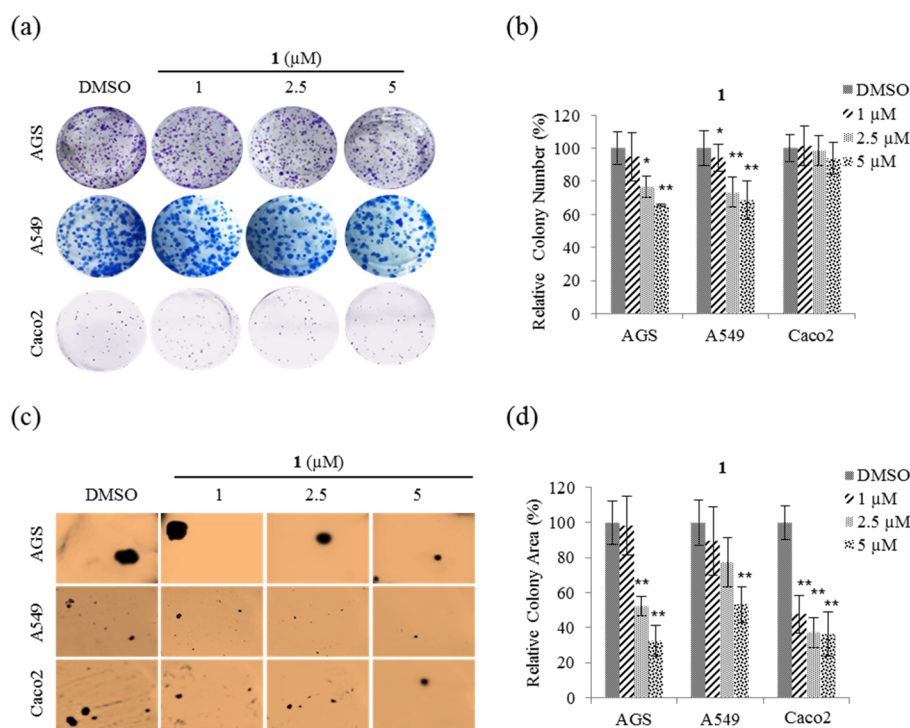 (a)
1 (µM)
DMSO 1 2.5 5
AGS
A549
Caco2
(b)
1
Relative Colony Number (%)
120
100
80
60
40
20
0
* ** * ** **
AGS A549 Caco2
DMSO
1 µM
2.5 µM
5 µM
(c)
1 (µM)
DMSO 1 2.5 5
AGS
A549
Caco2
(d)
1
Relative Colony Area (%)
120
100
80
60
40
20
0
** ** ** ** ** **
AGS A549 Caco2
DMSO
1 µM
2.5 µM
5 µM